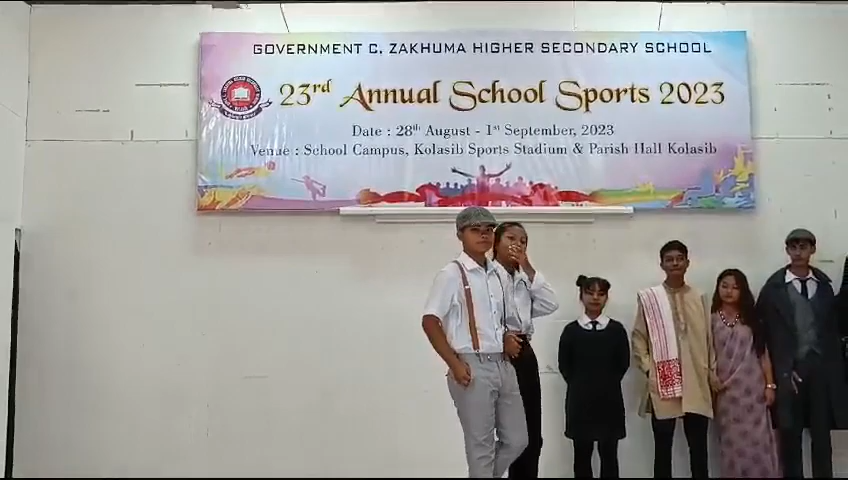 GOVERNMENT C. ZAKHUMA HIGHER SECONDARY SCHOOL
23rd Annual School Sports 2023
Date : 28th August - 1st September, 2023
Venue : School Campus, Kolasib Sports Stadium & Parish Hall Kolasib